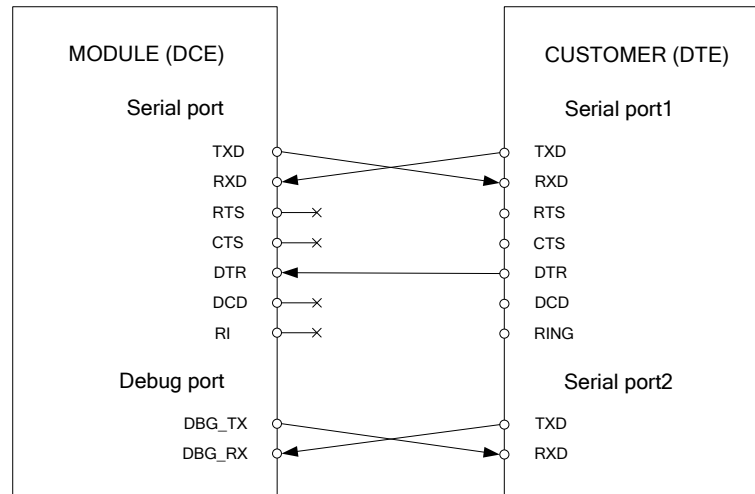 MODULE (DCE)
CUSTOMER (DTE)
Serial port
Serial port1
TXD
TXD
RXD
RXD
RTS
RTS
CTS
CTS
DTR
DTR
DCD
DCD
RI
RING
Debug port
Serial port2
DBG_TX
TXD
DBG_RX
RXD